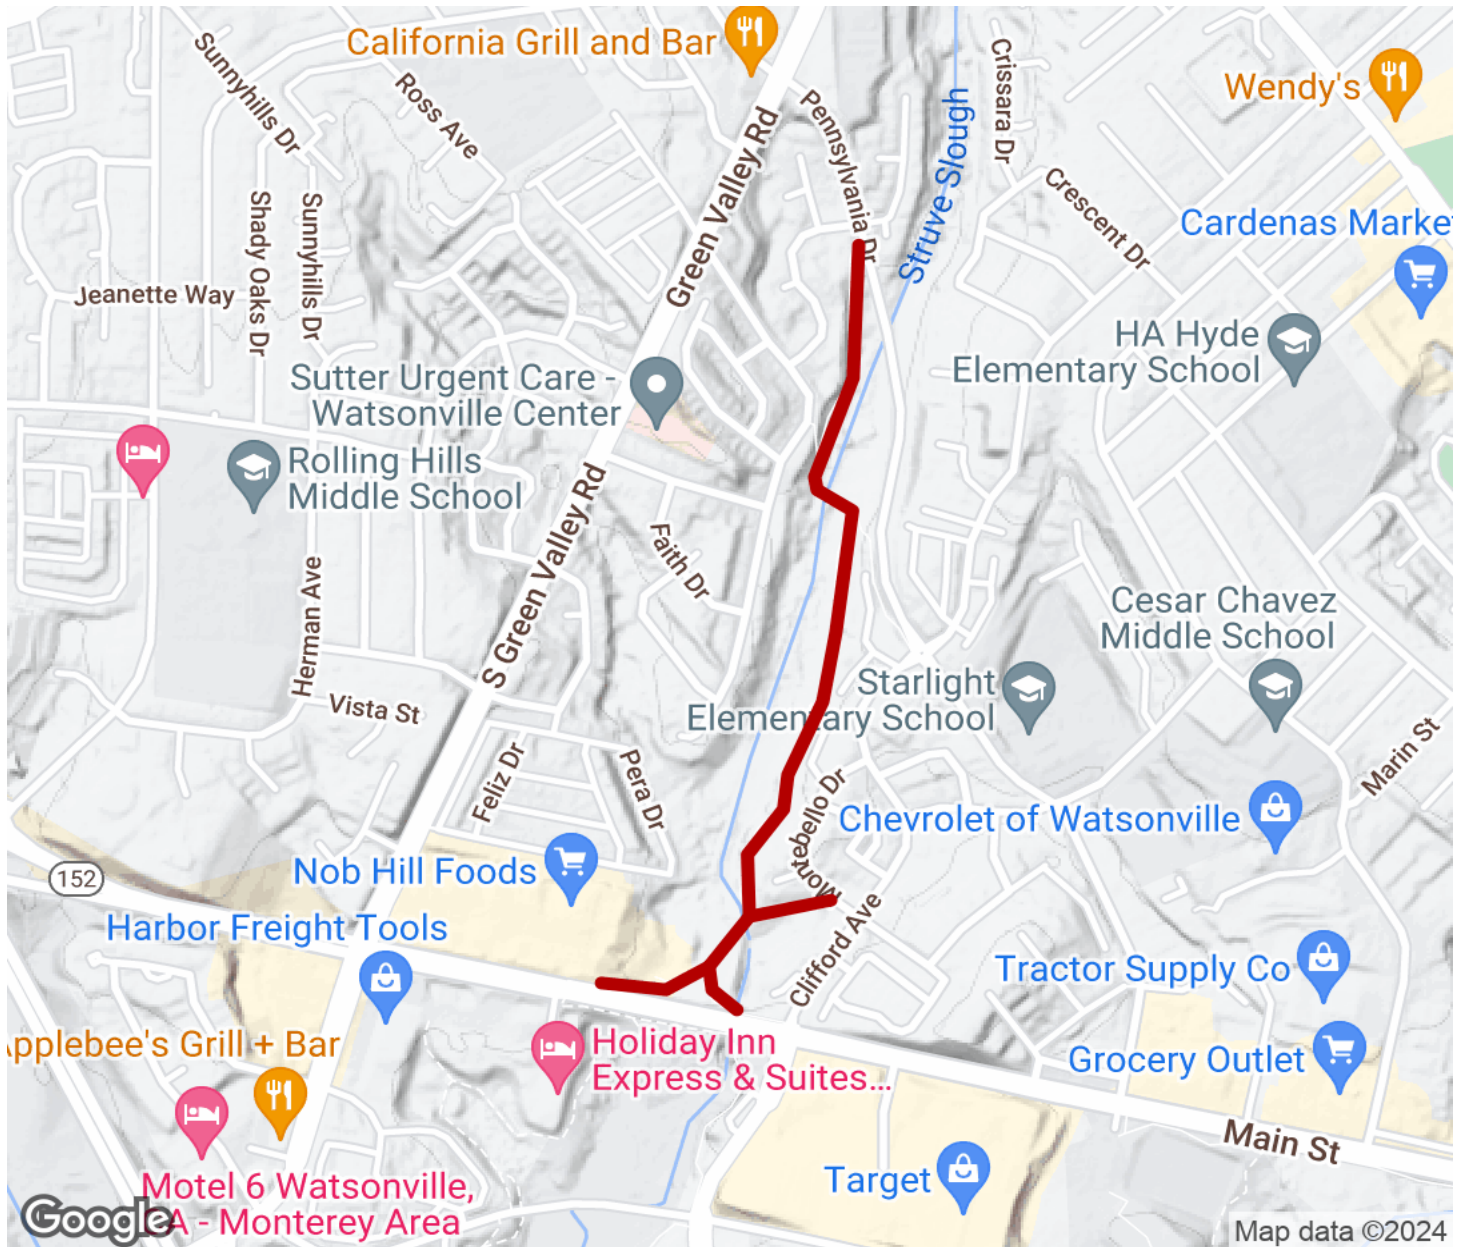 California Grill and Bar
Wendy's
Sunnyhills Dr
Ross Ave
Pennsylvania Dr
Crissara Dr
Struve Slough
Green Valley Rd
Crescent Dr
Cardenas Marke
Shady Oaks Dr
Sunnyhills Dr
Jeanette Way
HA Hyde
Elementary School
Sutter Urgent Care -
Watsonville Center
Rolling Hills
Middle School
S Green Valley Rd
Faith Dr
Herman Ave
Cesar Chavez
Middle School
Vista St
Starlight
Elementary School
Feliz Dr
Pera Dr
Montebello Dr
Marin St
Chevrolet of Watsonville
152
Nob Hill Foods
Harbor Freight Tools
Clifford Ave
Tractor Supply Co
Applebee's Grill + Bar
Holiday Inn
Express & Suites...
Grocery Outlet
Main St
Target
Motel 6 Watsonville,
CA - Monterey Area
Google
Map data ©2024